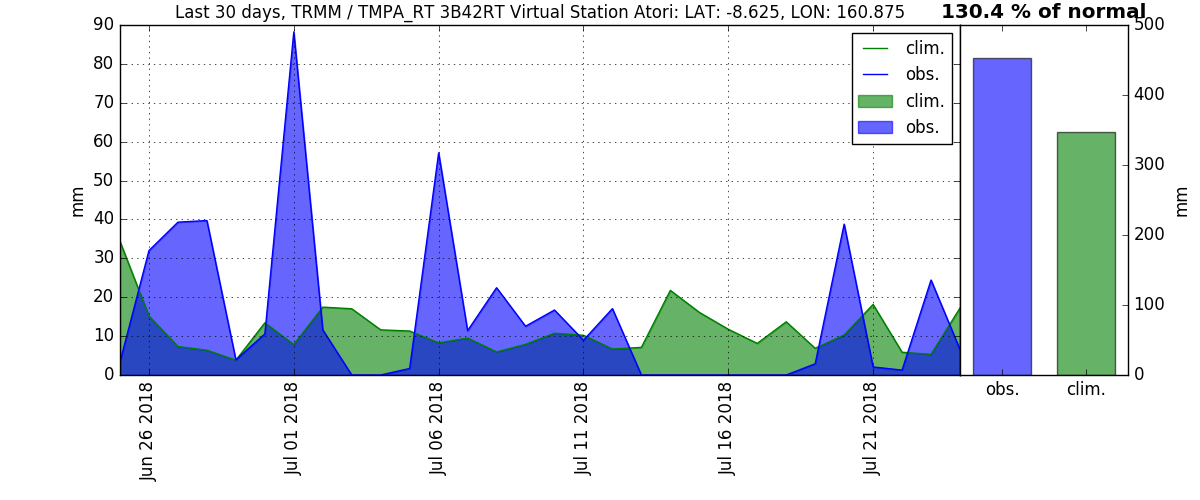 Last 30 days, TRMM / TMPA_RT 3B42RT Virtual Station Atori: LAT: -8.625, LON: 160.875
130.4 % of normal
90
80
70
60
50
40
30
20
10
0
mm
clim.
obs.
clim.
obs.
Jun 26 2018
Jul 01 2018
Jul 06 2018
Jul 11 2018
Jul 16 2018
Jul 21 2018
500
400
300
200
100
0
mm
obs.
clim.